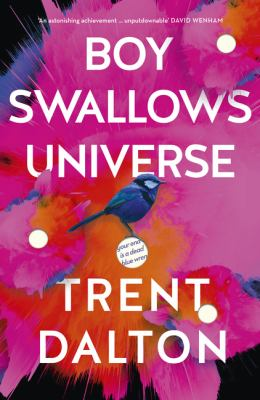 'An astonishing achievement ... unputdownable' DAVID WENHAM
BOY
SWALLOWS
UNIVERSE
your end
is a dead
blue wren
TRENT
DALTON